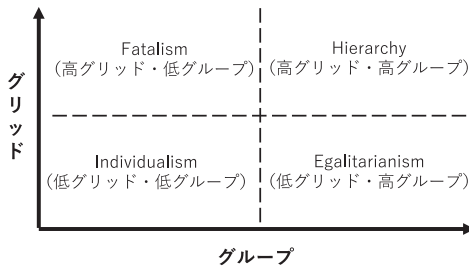 Fatalism
(高グリッド・低グループ)
Hierarchy
(高グリッド・高グループ)
グリッド
Individualism
(低グリッド・低グループ)
Egalitarianism
(低グリッド・高グループ)
グループ